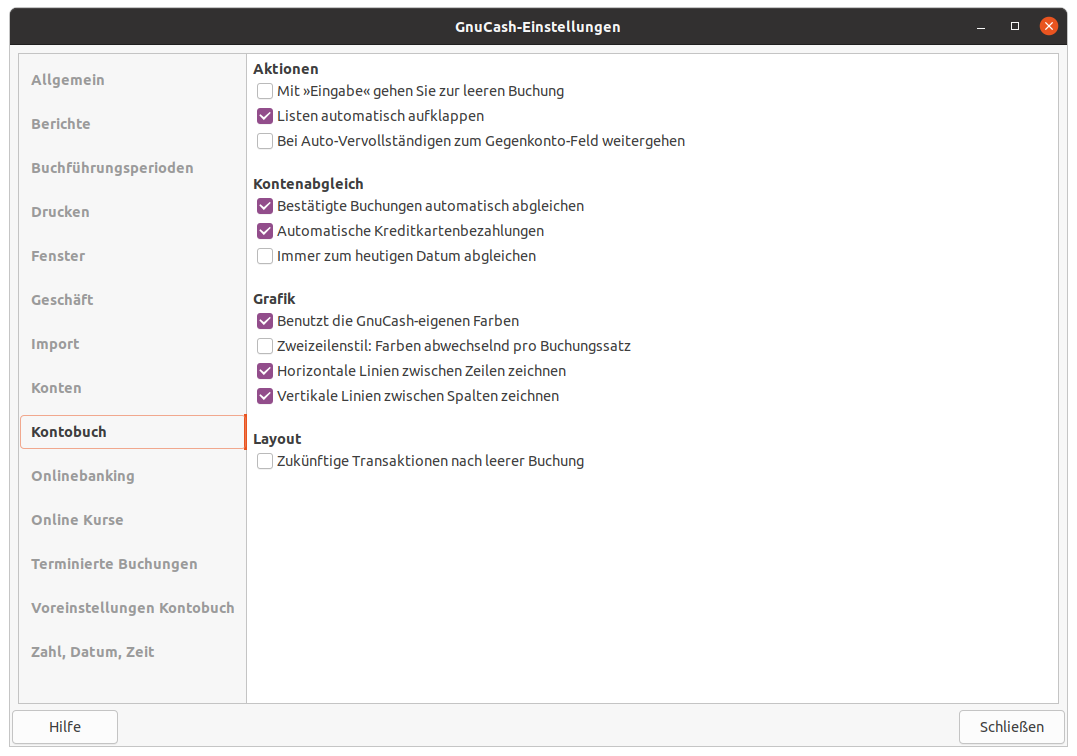 GnuCash-Einstellungen
Allgemein
Berichte
Buchführungsperioden
Drucken
Fenster
Geschäft
Import
Konten
Kontobuch
Onlinebanking
Online Kurse
Terminierte Buchungen
Voreinstellungen Kontobuch
Zahl, Datum, Zeit
Aktionen
Mit »Eingabe« gehen Sie zur leeren Buchung
Listen automatisch aufklappen
Bei Auto-Vervollständigen zum Gegenkonto-Feld weitergehen
Kontenabgleich
Bestätigte Buchungen automatisch abgleichen
Automatische Kreditkartenbezahlungen
Immer zum heutigen Datum abgleichen
Grafik
Benutzt die GnuCash-eigenen Farben
Zweizeilenstil: Farben abwechselnd pro Buchungssatz
Horizontale Linien zwischen Zeilen zeichnen
Vertikale Linien zwischen Spalten zeichnen
Layout
Zukünftige Transaktionen nach leerer Buchung
Hilfe
Schließen